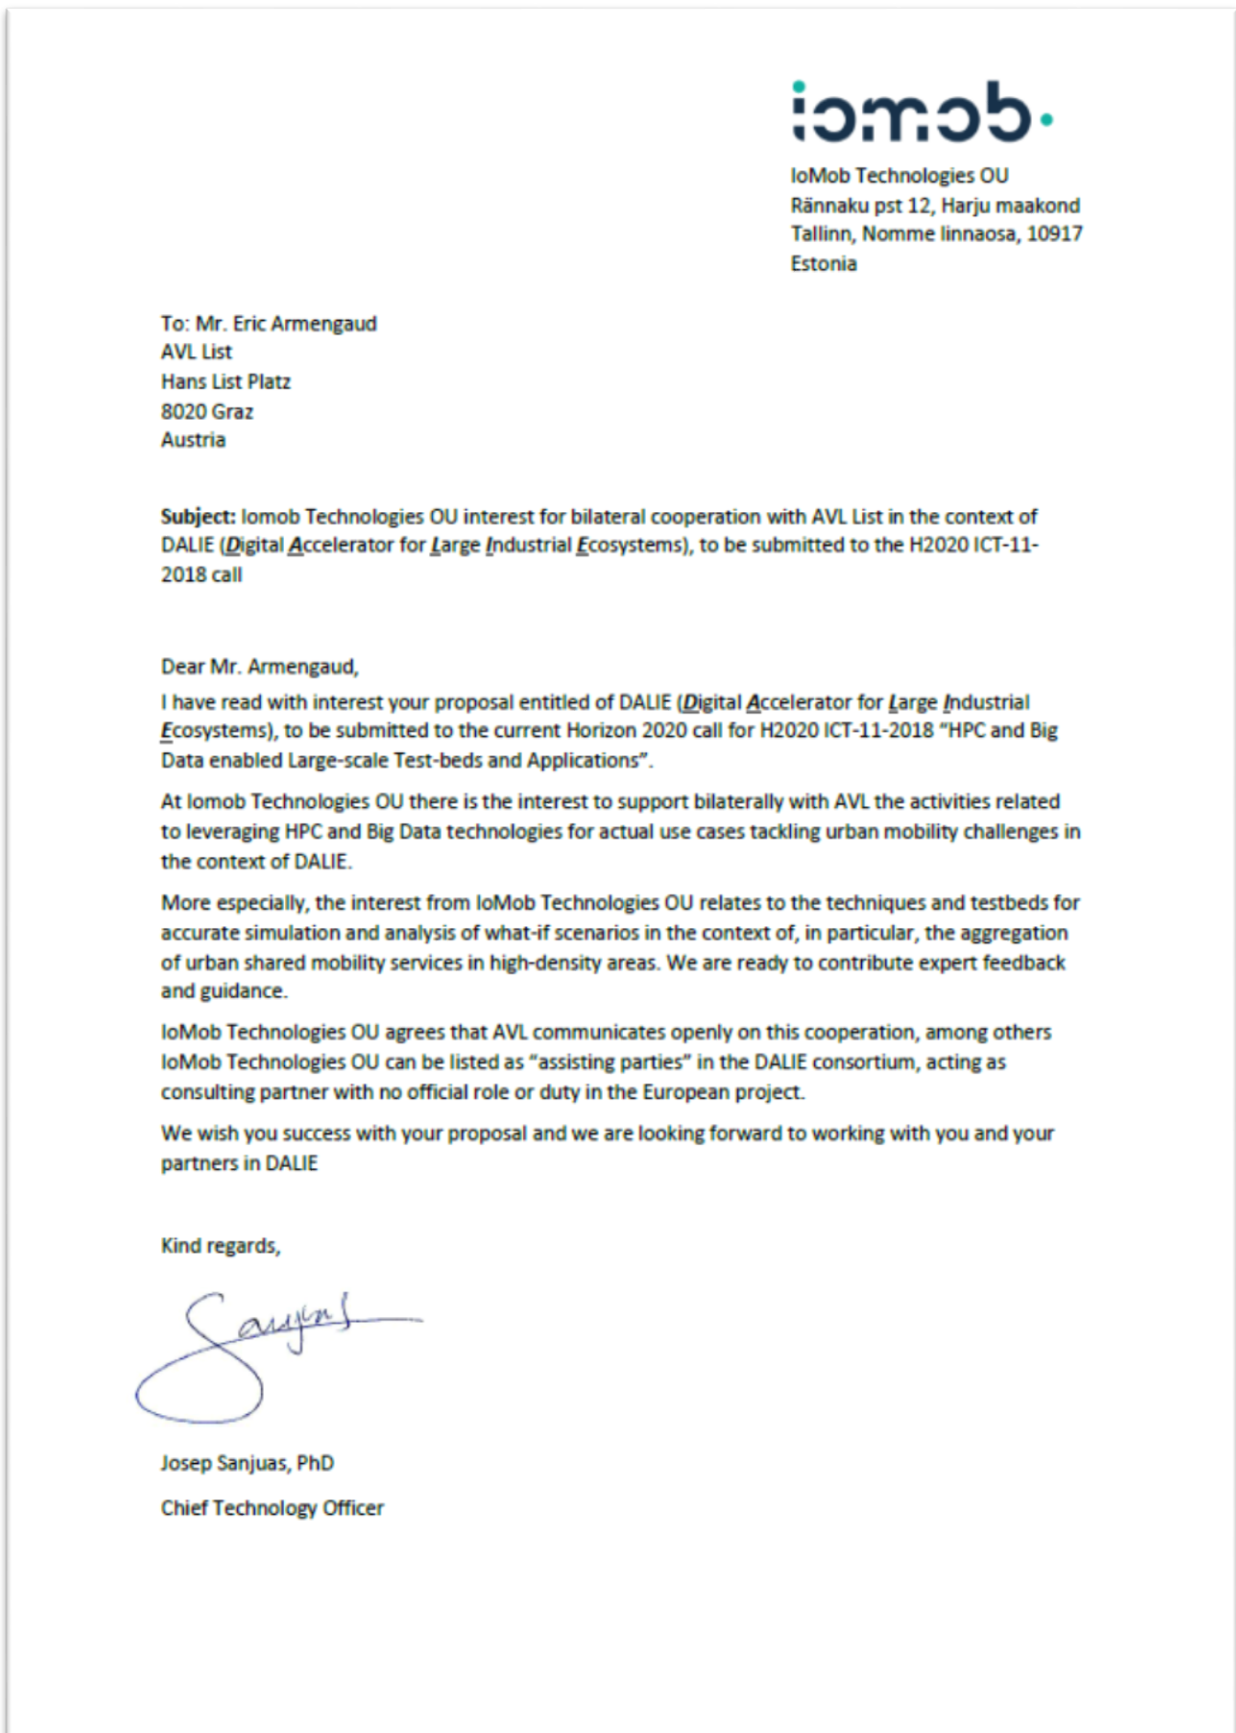 iomob.
IoMob Technologies OU
Rännaku pst 12, Harju maakond
Tallinn, Nomme linnaosa, 10917
Estonia
To: Mr. Eric Armengaud
AVL List
Hans List Platz
8020 Graz
Austria
Subject: Iomob Technologies OU interest for bilateral cooperation with AVL List in the context of
DALIE (Digital Accelerator for Large Industrial Ecosystems), to be submitted to the H2020 ICT-11-
2018 call
Dear Mr. Armengaud,
I have read with interest your proposal entitled of DALIE (Digital Accelerator for Large Industrial
Ecosystems), to be submitted to the current Horizon 2020 call for H2020 ICT-11-2018 “HPC and Big
Data enabled Large-scale Test-beds and Applications”.
At Iomob Technologies OU there is the interest to support bilaterally with AVL the activities related
to leveraging HPC and Big Data technologies for actual use cases tackling urban mobility challenges in
the context of DALIE.
More especially, the interest from IoMob Technologies OU relates to the techniques and testbeds for
accurate simulation and analysis of what-if scenarios in the context of, in particular, the aggregation
of urban shared mobility services in high-density areas. We are ready to contribute expert feedback
and guidance.
IoMob Technologies OU agrees that AVL communicates openly on this cooperation, among others
IoMob Technologies OU can be listed as “assisting parties” in the DALIE consortium, acting as
consulting partner with no official role or duty in the European project.
We wish you success with your proposal and we are looking forward to working with you and your
partners in DALIE
Kind regards,
Sanjuas
Josep Sanjuas, PhD
Chief Technology Officer